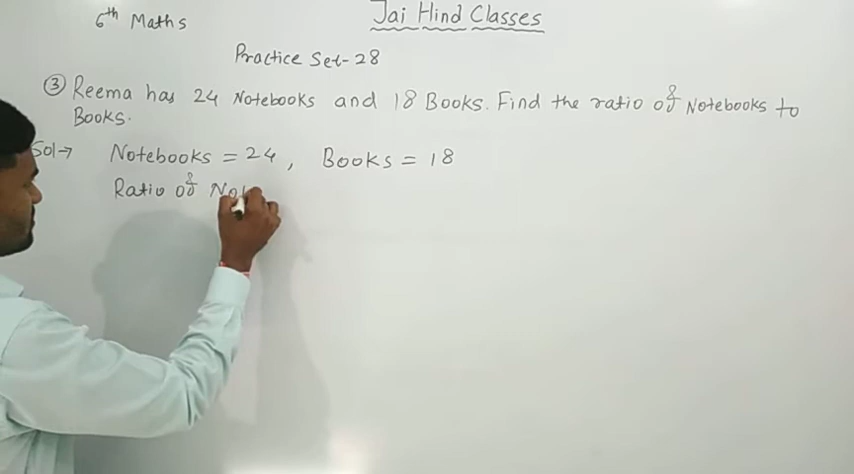 6th Maths
Jai Hind Classes
Practice Set-28
③ Reema has 24 Notebooks and 18 Books. Find the ratio of Notebooks to
Books.
Sol→ Notebooks = 24, Books = 18
Ratio of